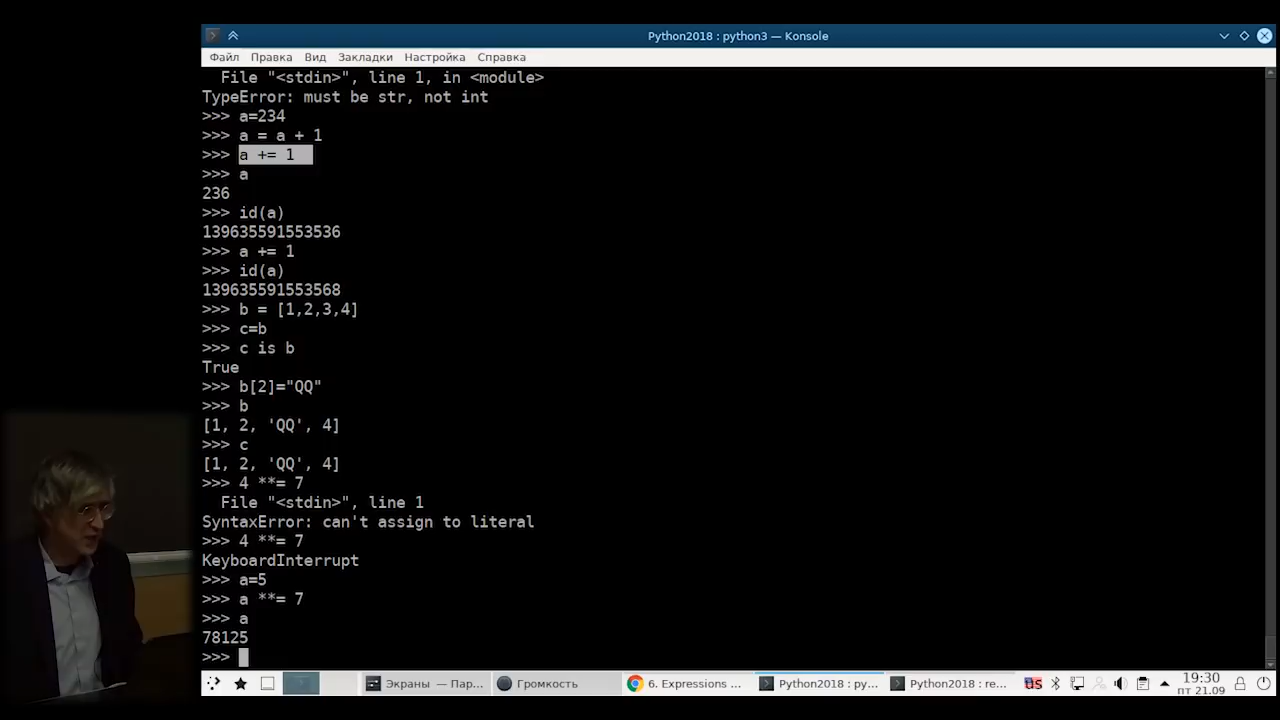 Python2018 : python3 — Konsole
Файл Правка Вид Закладки Настройка Справка
File "<stdin>", line 1, in <module>
TypeError: must be str, not int
>>> a=234
>>> a = a + 1
>>> a += 1
>>> a
236
>>> id(a)
139635591553536
>>> a += 1
>>> id(a)
139635591553568
>>> b = [1,2,3,4]
>>> c=b
>>> c is b
True
>>> b[2]="QQ"
>>> b
[1, 2, 'QQ', 4]
>>> c
[1, 2, 'QQ', 4]
>>> 4 **= 7
File "<stdin>", line 1
SyntaxError: can't assign to literal
>>> 4 **= 7
KeyboardInterrupt
>>> a=5
>>> a **= 7
>>> a
78125
>>>
Экраны — Пар... Громкость 6. Expressions ... Python2018 : py... Python2018 : re... us 19:30
пт 21.09